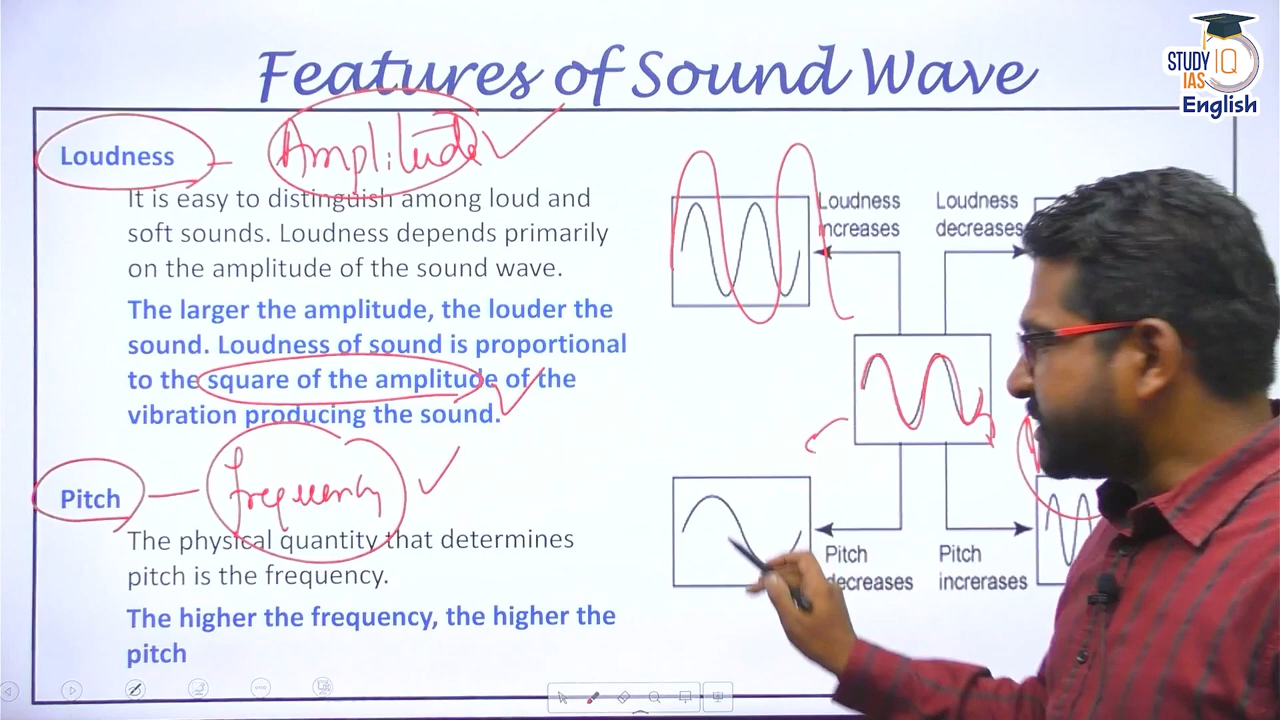 Features of Sound Wave
STUDY IQ
IAS
English
Loudness
Amplitude
It is easy to distinguish among loud and
soft sounds. Loudness depends primarily
on the amplitude of the sound wave.
The larger the amplitude, the louder the
sound. Loudness of sound is proportional
to the square of the amplitude of the
vibration producing the sound.
Pitch
frequency
The physical quantity that determines
pitch is the frequency.
The higher the frequency, the higher the
pitch
Loudness
increases
Loudness
decreases
Pitch
decreases
Pitch
increrases